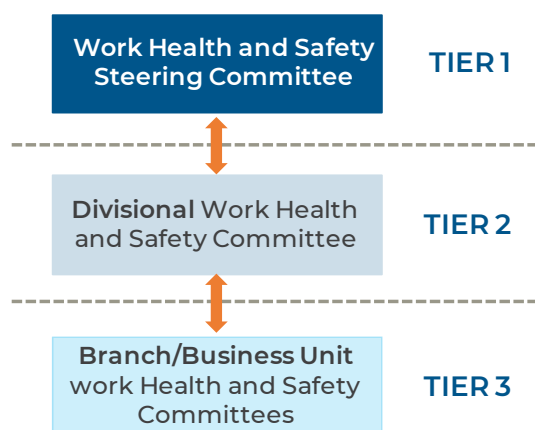 Work Health and Safety
Steering Committee
TIER 1
Divisional Work Health
and Safety Committee
TIER 2
Branch/Business Unit
work Health and Safety
Committees
TIER 3